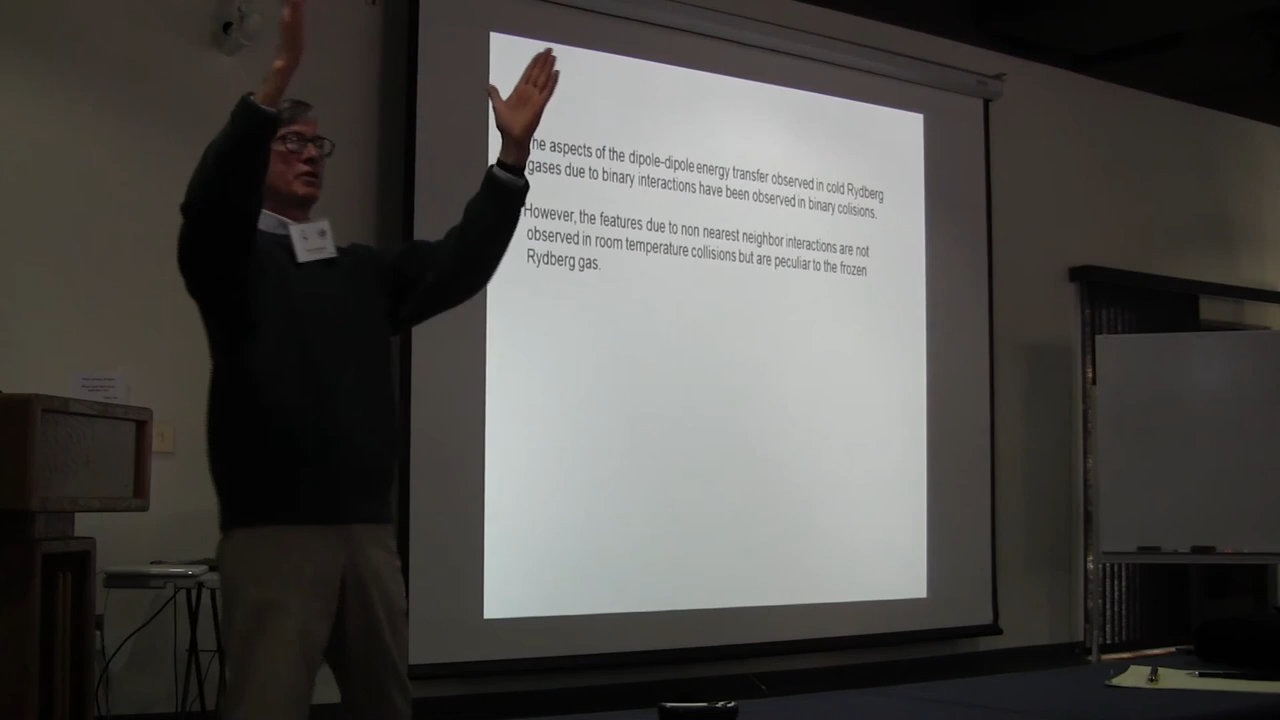 he aspects of the dipole-dipole energy transfer observed in cold Rydberg
gases due to binary interactions have been observed in binary colisions.
However, the features due to non nearest neighbor interactions are not
observed in room temperature collisions but are peculiar to the frozen
Rydberg gas.